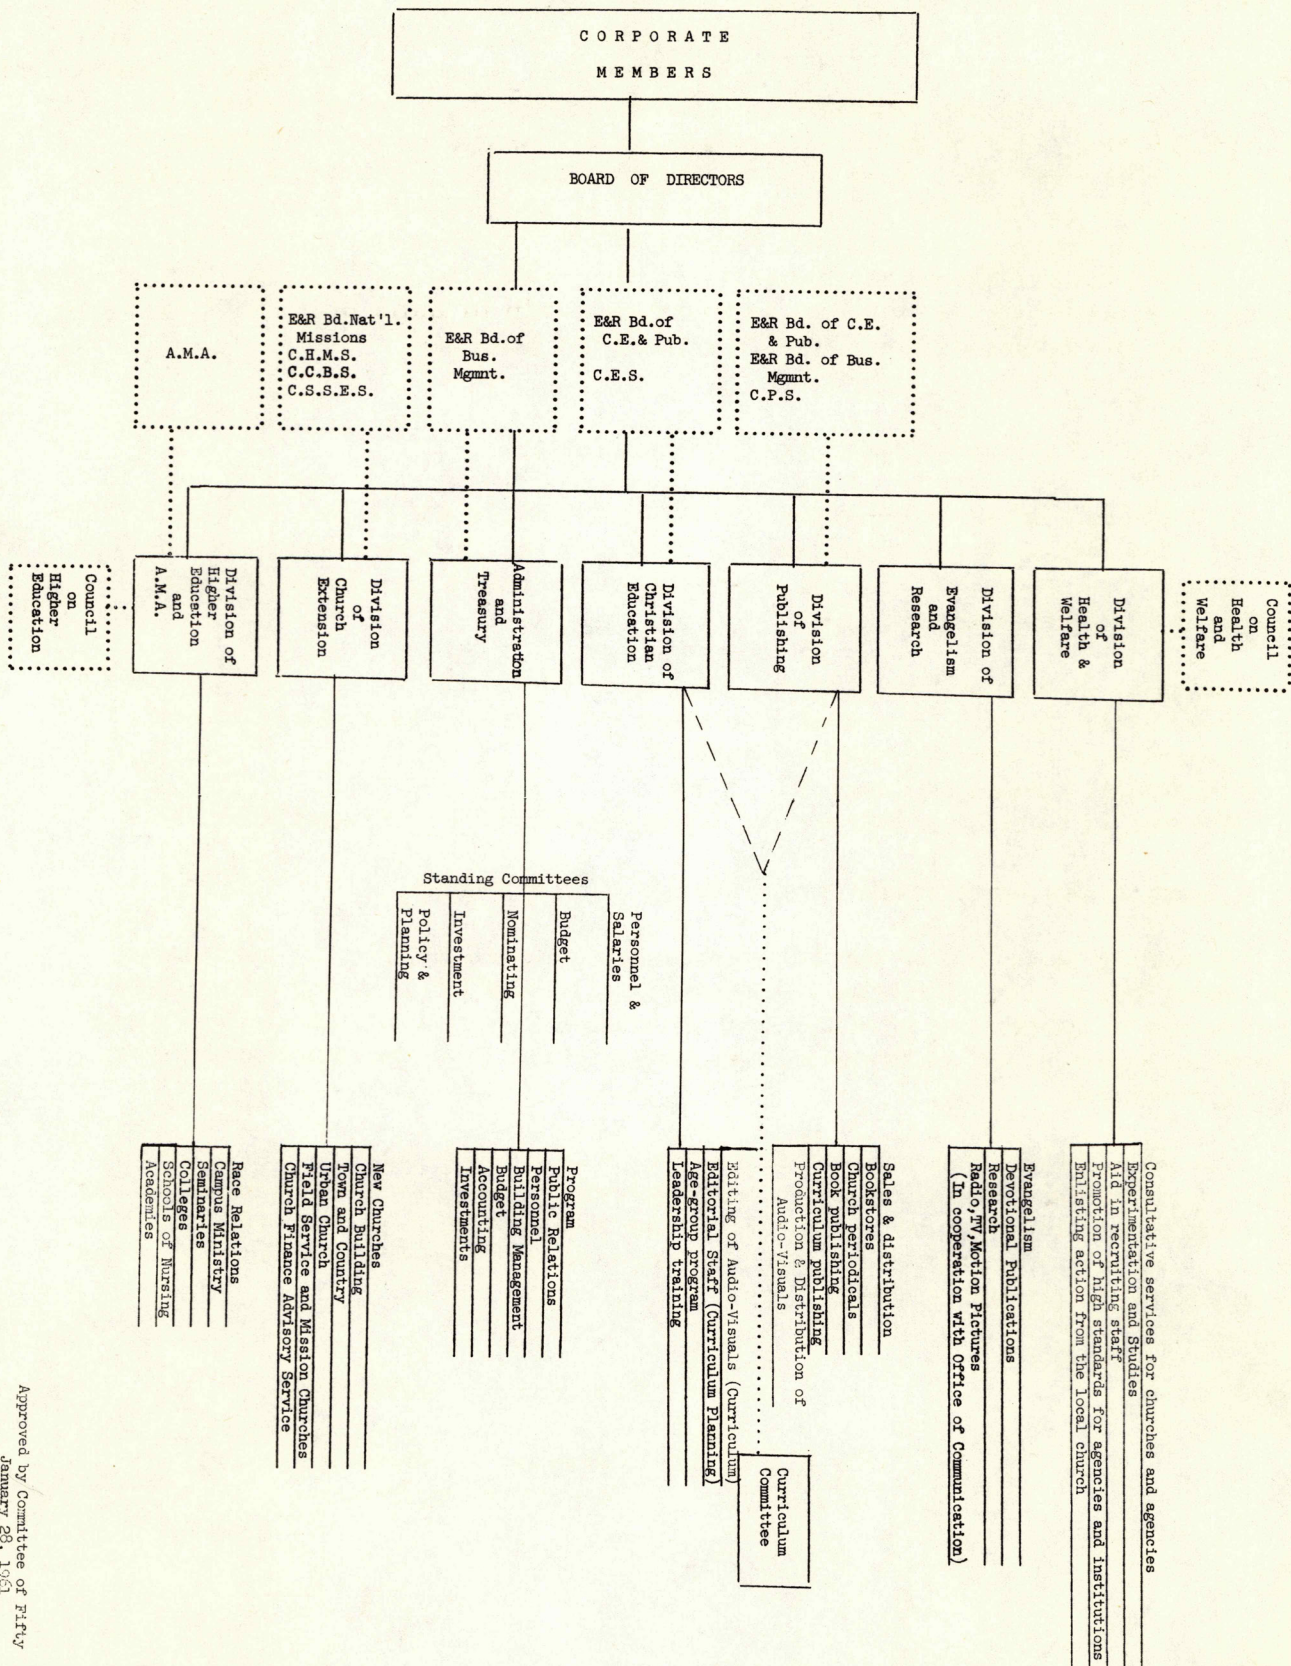 CORPORATE
MEMBERS
BOARD OF DIRECTORS
A.M.A.
E&R Bd.Nat'l.
Missions
C.H.M.S.
C.C.B.S.
C.S.S.E.S.
E&R Bd.of
Bus.
Mgmnt.
E&R Bd.of
C.E.& Pub.
C.E.S.
E&R Bd. of C.E.
& Pub.
E&R Bd. of Bus.
Mgmnt.
C.P.S.
Council
on
Higher
Education
Division of
Higher
Education
and
A.M.A.
Division
of
Church
Extension
Administration
and
Treasury
Division of
Christian
Education
Division
of
Publishing
Division of
Evangelism
and
Research
Division
of
Health &
Welfare
Council
on
Health
and
Welfare
Standing Committees
Personnel &
Salaries
Budget
Nominating
Investment
Policy &
Planning
Race Relations
Campus Ministry
Seminaries
Colleges
Schools of Nursing
Academies
New Churches
Church Building
Town and Country
Urban Church
Field Service and Mission Churches
Church Finance Advisory Service
Program
Public Relations
Personnel
Building Management
Budget
Accounting
Investments
Editing of Audio-Visuals (Curriculum)
Editorial Staff (Curriculum Planning)
Age-group program
Leadership training
Sales & distribution
Bookstores
Church periodicals
Book publishing
Curriculum publishing
Production & Distribution of
Audio-Visuals
Curriculum
Committee
Evangelism
Devotional Publications
Research
Radio,TV,Motion Pictures
(In cooperation with Office of Communication)
Consultative services for churches and agencies
Experimentation and Studies
Aid in recruiting staff
Promotion of high standards for agencies and institutions
Enlisting action from the local church
Approved by Committee of Fifty
January 28, 1961